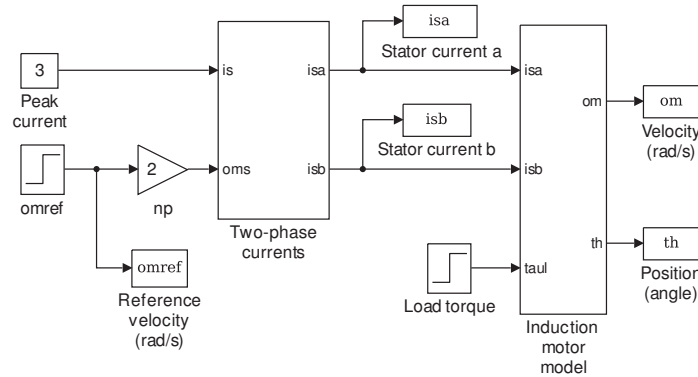 isa
Stator current a
3
Peak
current
is
isa
isa
om
om
Velocity
(rad/s)
isb
Stator current b
omref
2
np
oms
isb
isb
Two-phase
currents
omref
Reference
velocity
(rad/s)
Load torque
taul
th
th
Position
(angle)
Induction
motor
model